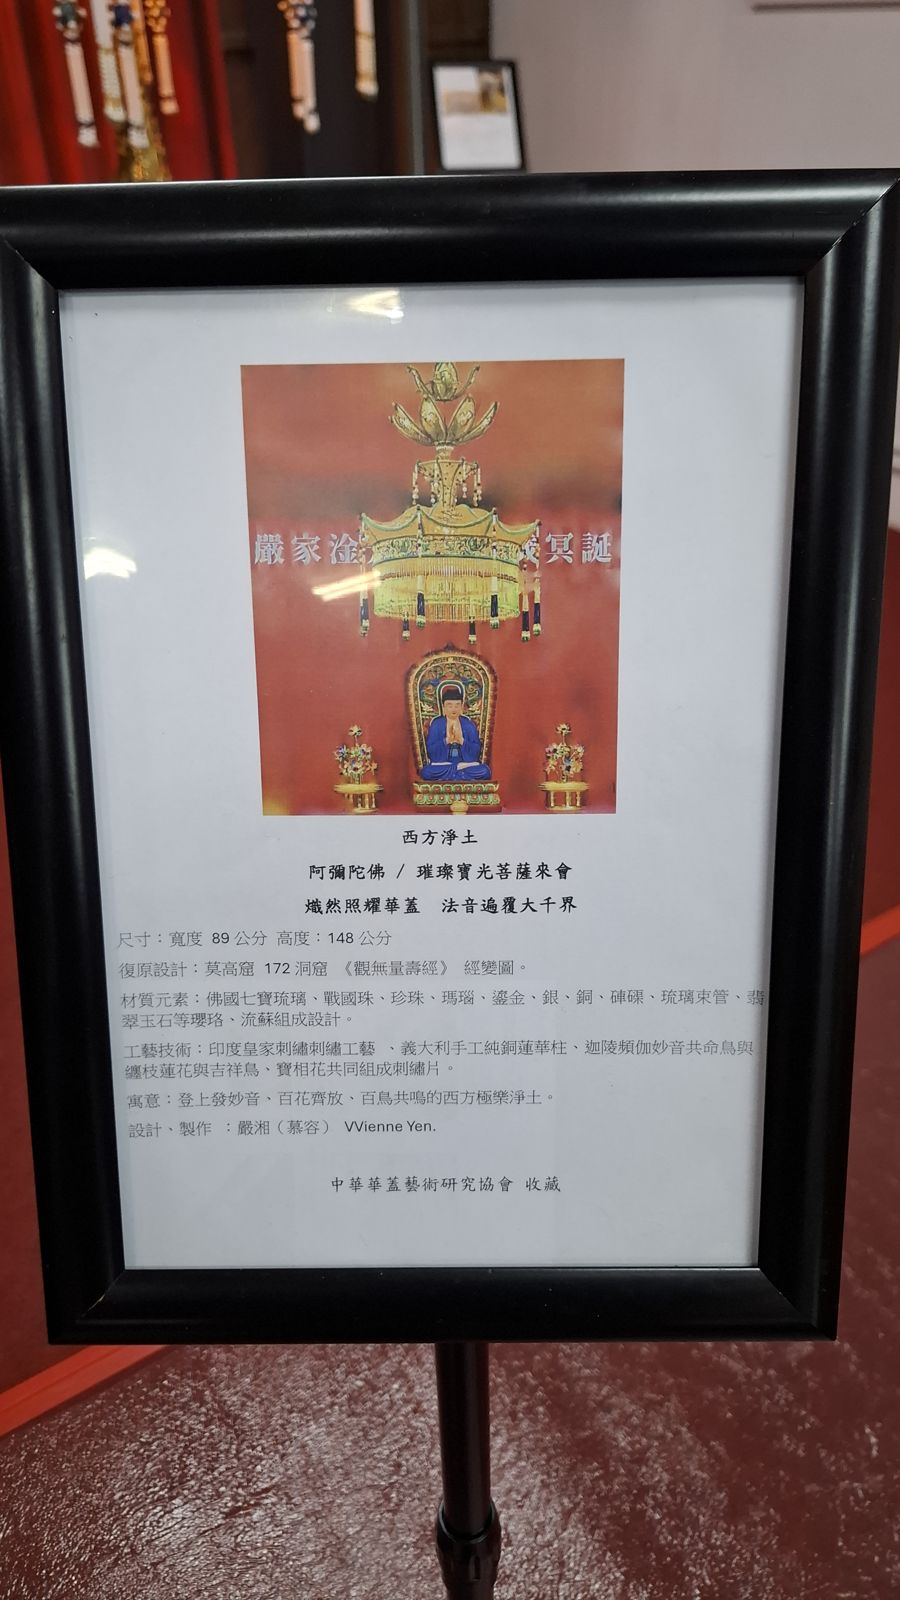 嚴家淦
冥誕
西方淨土
阿彌陀佛 / 璀璨寶光菩薩來會
熾然照耀華蓋 法音遍覆大千界
尺寸：寬度 89 公分 高度：148 公分
復原設計：莫高窟 172 洞窟 《觀無量壽經》 經變圖。
材質元素：佛國七寶琉璃、戰國珠、珍珠、瑪瑙、鎏金、銀、銅、硨磲、琉璃束管、翡
翠玉石等瓔珞、流蘇組成設計。
工藝技術：印度皇家刺繡刺繡工藝 、義大利手工純銅蓮華柱、迦陵頻伽妙音共命鳥與
纏枝蓮花與吉祥鳥、寶相花共同組成刺繡片。
寓意：登上發妙音、百花齊放、百鳥共鳴的西方極樂淨土。
設計、製作 ：嚴湘（慕容） VVienne Yen.
中華華蓋藝術研究協會 收藏